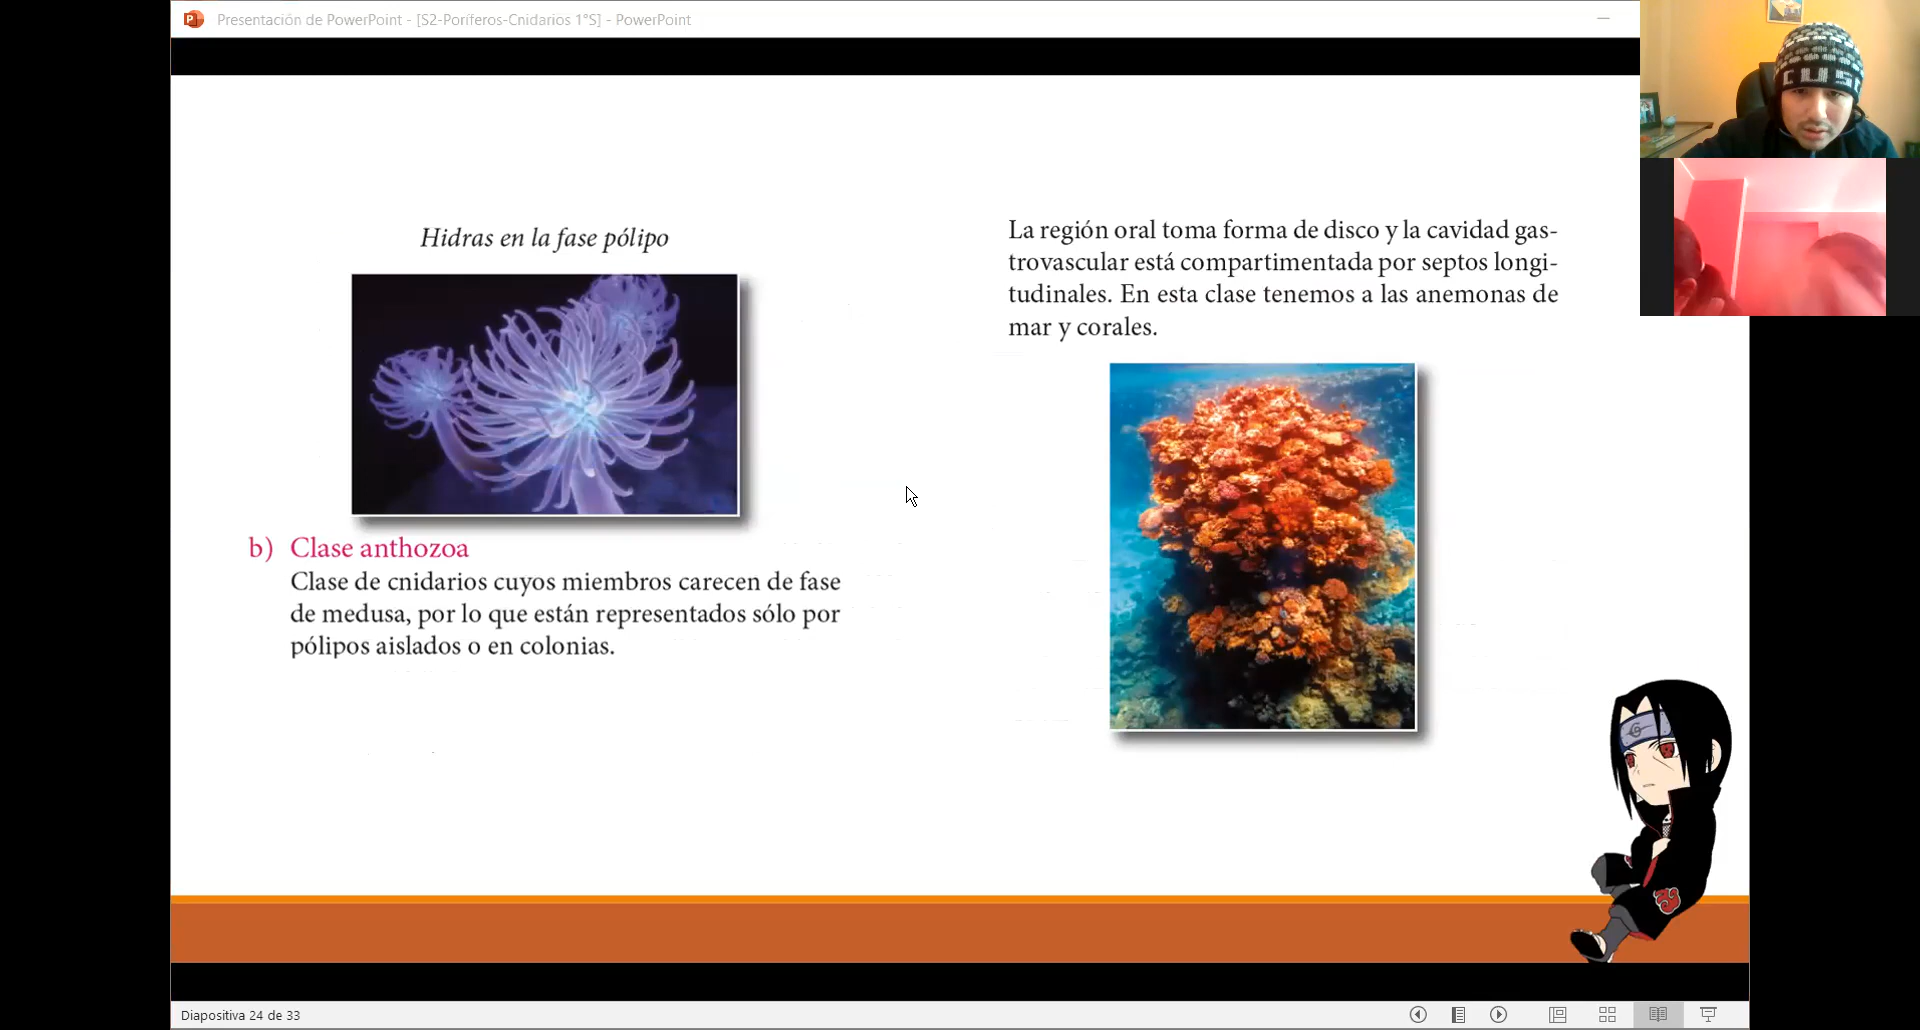 Presentación de PowerPoint - [S2-Poríferos-Cnidarios 1°S] - PowerPoint
Hidras en la fase pólipo
b) Clase anthozoa
Clase de cnidarios cuyos miembros carecen de fase
de medusa, por lo que están representados sólo por
pólipos aislados o en colonias.
La región oral toma forma de disco y la cavidad gas-
trovascular está compartimentada por septos longi-
tudinales. En esta clase tenemos a las anemonas de
mar y corales.
Diapositiva 24 de 33